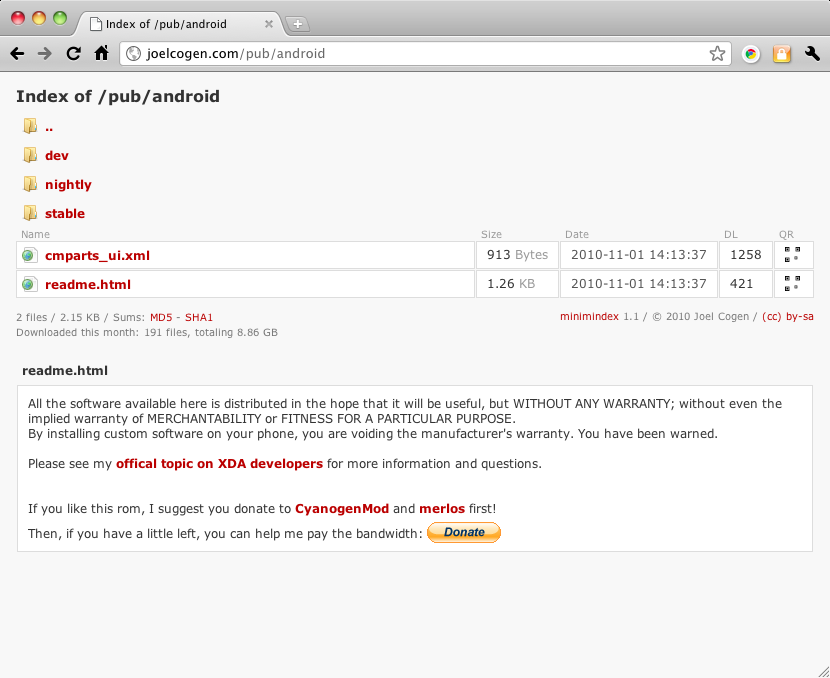 Index of /pub/android
joelcogen.com/pub/android
Index of /pub/android
..
dev
nightly
stable
Name Size Date DL QR
cmparts_ui.xml 913 Bytes 2010-11-01 14:13:37 1258
readme.html 1.26 KB 2010-11-01 14:13:37 421
2 files / 2.15 KB / Sums: MD5 - SHA1 minimindex 1.1 / © 2010 Joel Cogen / (cc) by-sa
Downloaded this month: 191 files, totaling 8.86 GB
readme.html
All the software available here is distributed in the hope that it will be useful, but WITHOUT ANY WARRANTY; without even the
implied warranty of MERCHANTABILITY or FITNESS FOR A PARTICULAR PURPOSE.
By installing custom software on your phone, you are voiding the manufacturer's warranty. You have been warned.
Please see my offical topic on XDA developers for more information and questions.
If you like this rom, I suggest you donate to CyanogenMod and merlos first!
Then, if you have a little left, you can help me pay the bandwidth: Donate